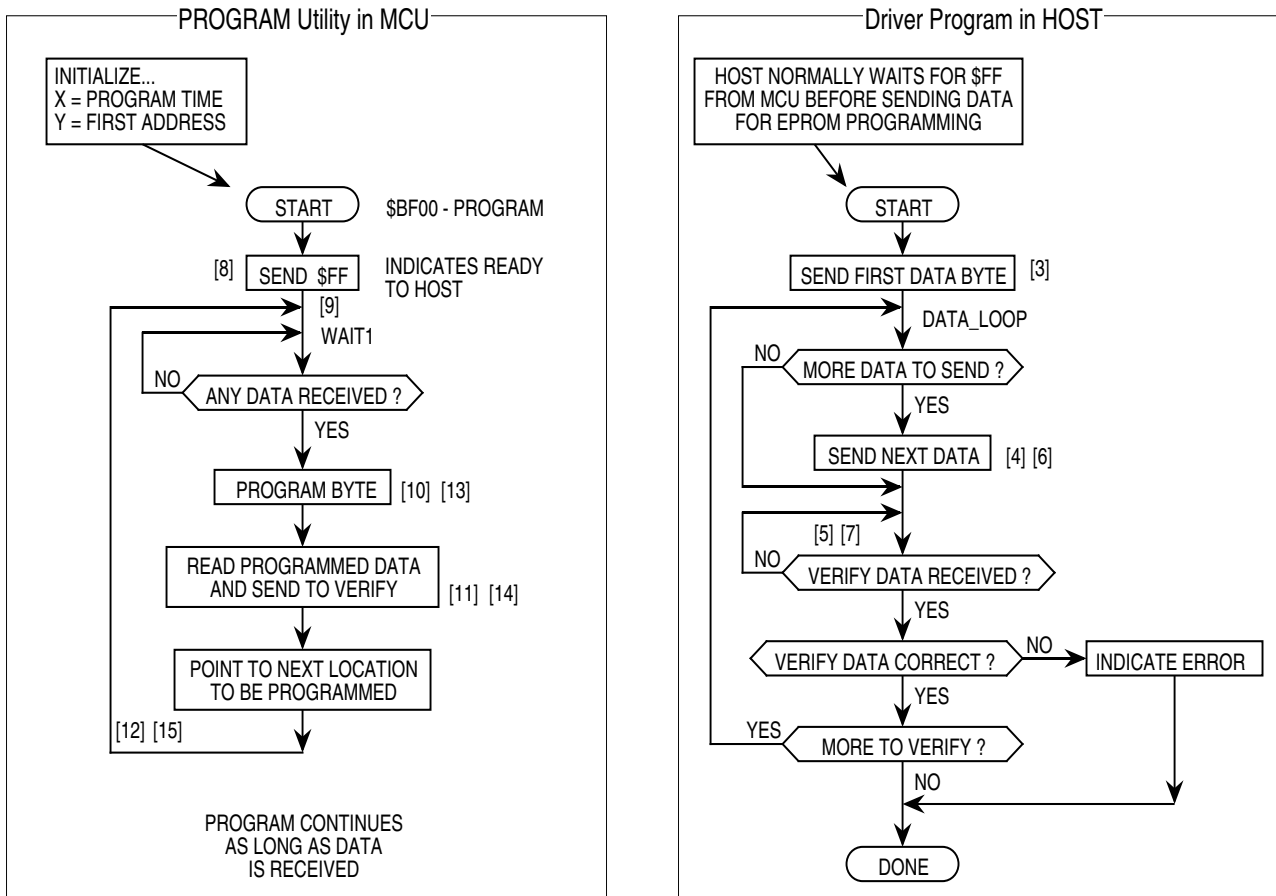 PROGRAM Utility in MCU
INITIALIZE...
X = PROGRAM TIME
Y = FIRST ADDRESS
START
$BF00 - PROGRAM
[8]
SEND $FF
INDICATES READY
TO HOST
[9]
WAIT1
NO
ANY DATA RECEIVED ?
YES
PROGRAM BYTE
[10] [13]
READ PROGRAMMED DATA
AND SEND TO VERIFY
[11] [14]
POINT TO NEXT LOCATION
TO BE PROGRAMMED
[12] [15]
PROGRAM CONTINUES
AS LONG AS DATA
IS RECEIVED
Driver Program in HOST
HOST NORMALLY WAITS FOR $FF
FROM MCU BEFORE SENDING DATA
FOR EPROM PROGRAMMING
START
SEND FIRST DATA BYTE
[3]
DATA_LOOP
NO
MORE DATA TO SEND ?
YES
SEND NEXT DATA
[4] [6]
[5] [7]
NO
VERIFY DATA RECEIVED ?
YES
VERIFY DATA CORRECT ?
NO
INDICATE ERROR
YES
YES
MORE TO VERIFY ?
NO
DONE